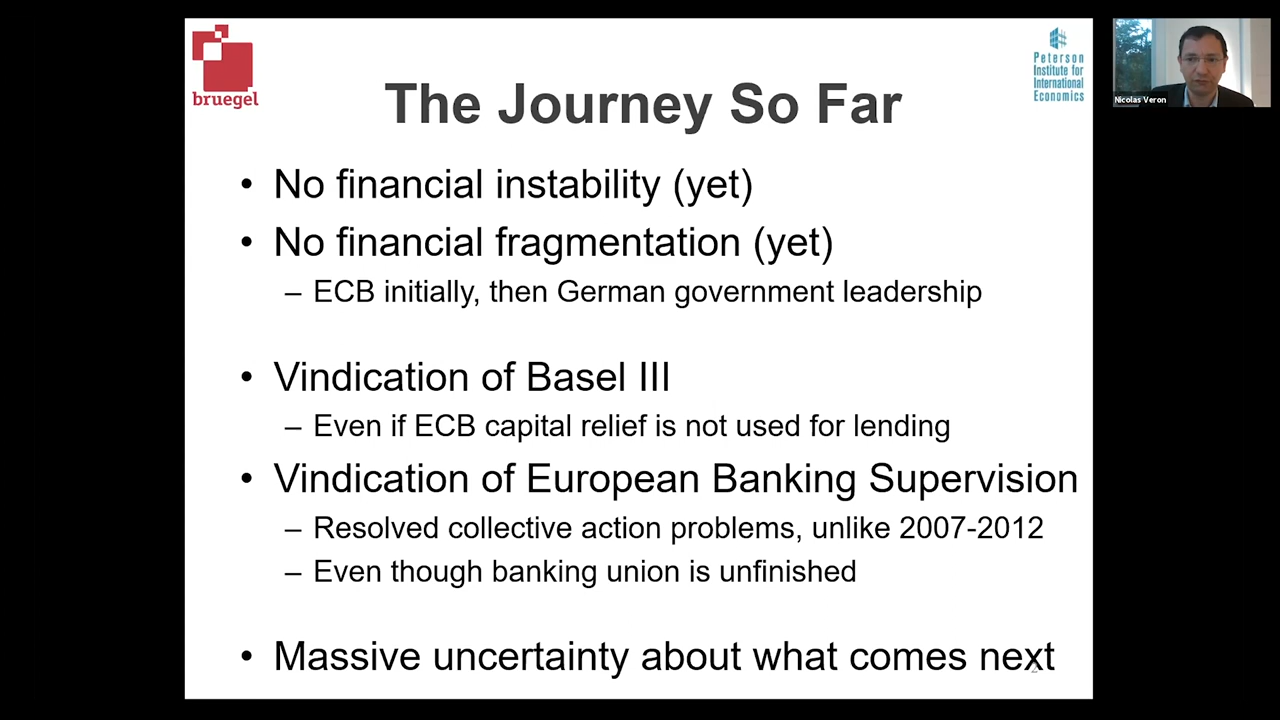 bruegel
Peterson
Institute for
International
Economics
Nicolas Veron
The Journey So Far
• No financial instability (yet)
• No financial fragmentation (yet)
– ECB initially, then German government leadership
• Vindication of Basel III
– Even if ECB capital relief is not used for lending
• Vindication of European Banking Supervision
– Resolved collective action problems, unlike 2007-2012
– Even though banking union is unfinished
• Massive uncertainty about what comes next